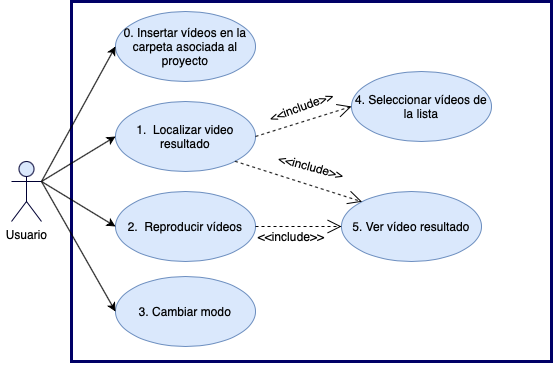 0. Insertar vídeos en la
carpeta asociada al
proyecto
<<include>>
4. Seleccionar vídeos de
la lista
1. Localizar video
resultado
<<include>>
Usuario
2. Reproducir vídeos
<<include>>
5. Ver vídeo resultado
3. Cambiar modo